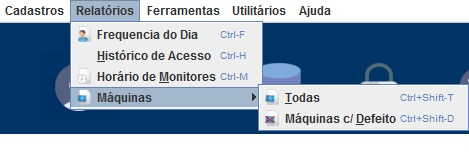 Cadastros Relatórios Ferramentas Utilitários Ajuda
Frequencia do Dia Ctrl-F
Histórico de Acesso Ctrl-H
Horário de Monitores Ctrl-M
Máquinas Todas Ctrl+Shift-T
Máquinas c/ Defeito Ctrl+Shift-D